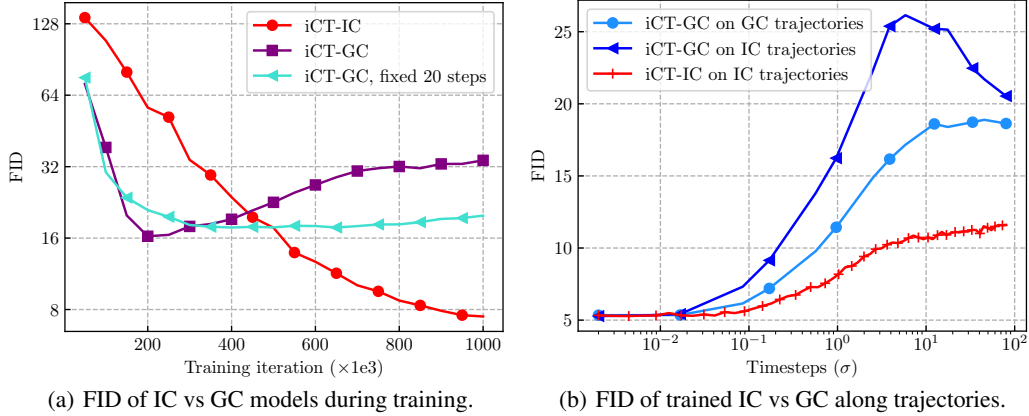 128
64
32
16
8
FID
iCT-IC
iCT-GC
iCT-GC, fixed 20 steps
200
400
600
800
1000
Training iteration (×1e3)
(a) FID of IC vs GC models during training.
25
20
15
10
5
FID
iCT-GC on GC trajectories
iCT-GC on IC trajectories
iCT-IC on IC trajectories
10⁻²
10⁻¹
10⁰
10¹
10²
Timesteps (σ)
(b) FID of trained IC vs GC along trajectories.